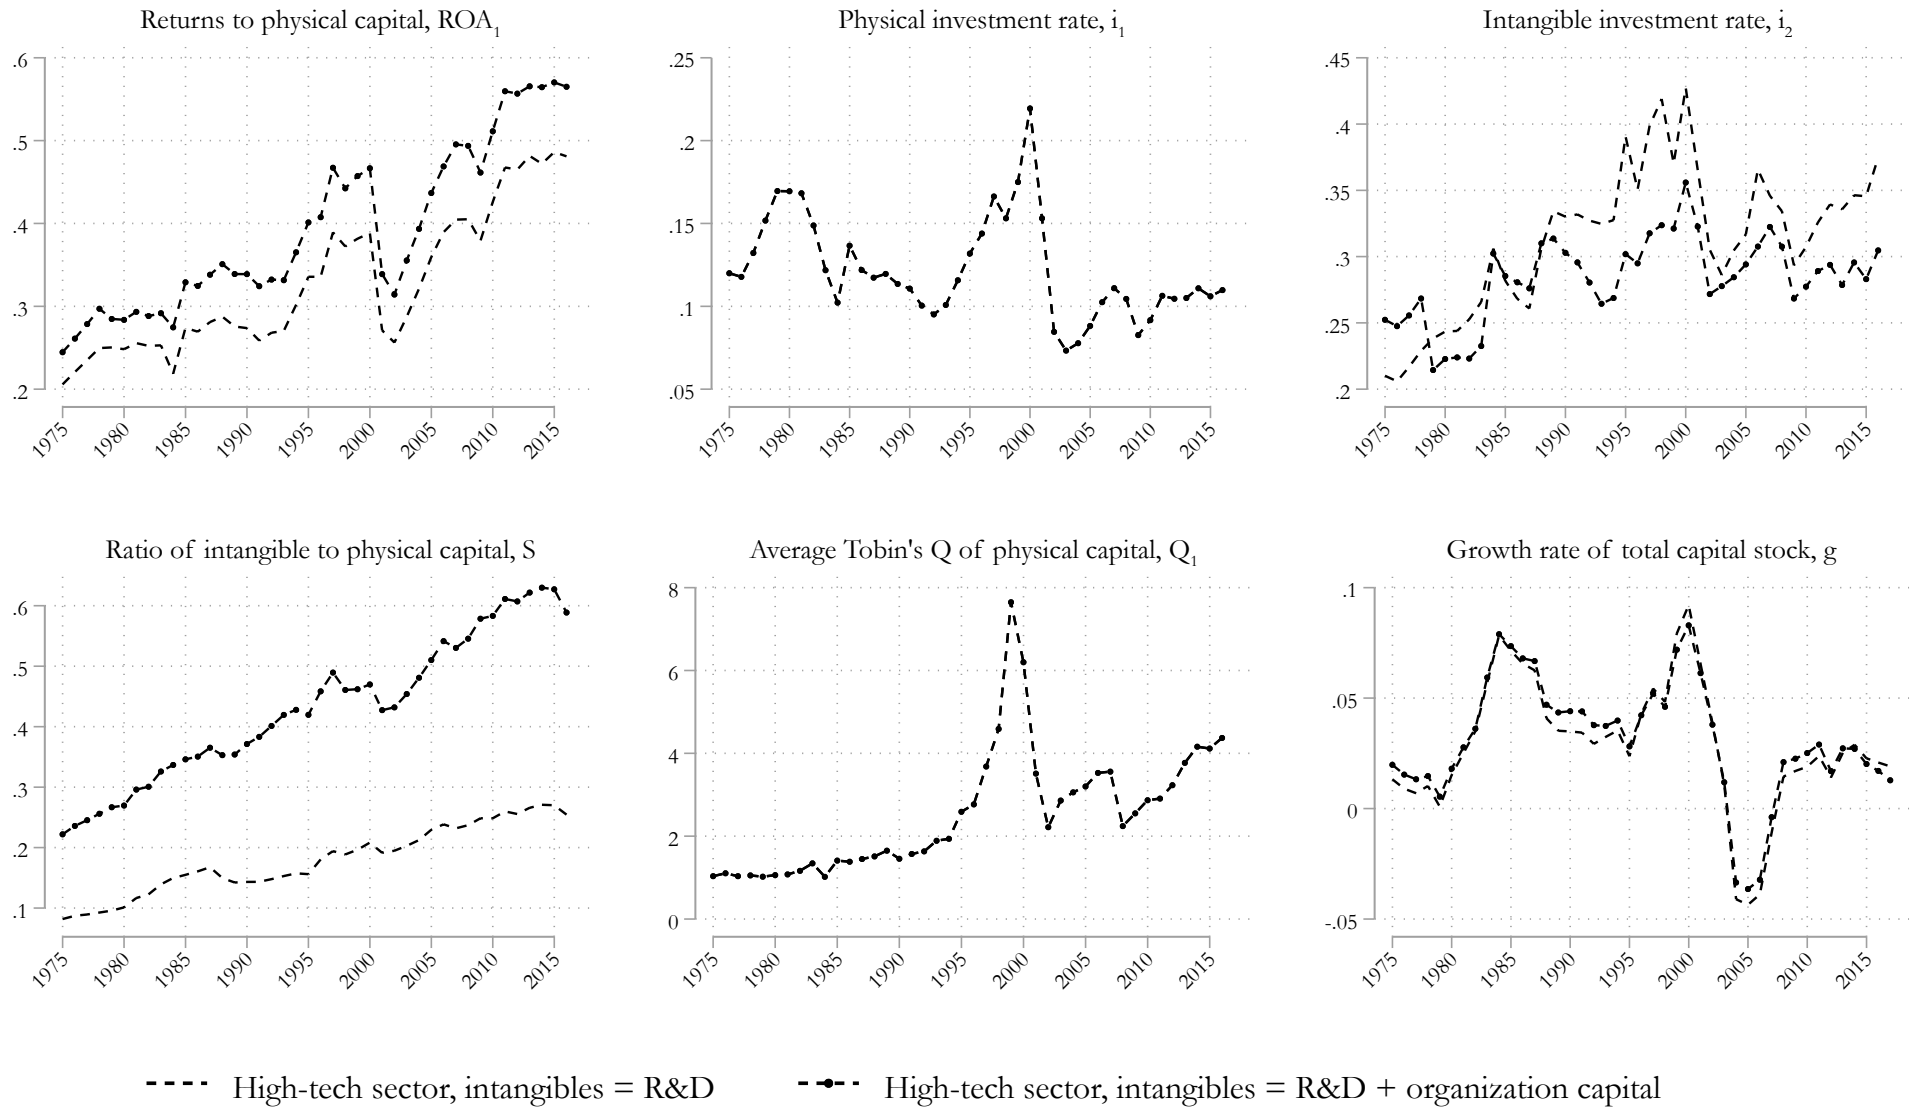 Returns to physical capital, ROA1
.6
.5
.4
.3
.2
1975 1980 1985 1990 1995 2000 2005 2010 2015
Physical investment rate, i1
.25
.2
.15
.1
.05
1975 1980 1985 1990 1995 2000 2005 2010 2015
Intangible investment rate, i2
.45
.4
.35
.3
.25
.2
1975 1980 1985 1990 1995 2000 2005 2010 2015
Ratio of intangible to physical capital, S
.6
.5
.4
.3
.2
.1
1975 1980 1985 1990 1995 2000 2005 2010 2015
Average Tobin's Q of physical capital, Q1
8
6
4
2
0
1975 1980 1985 1990 1995 2000 2005 2010 2015
Growth rate of total capital stock, g
.1
.05
0
-.05
1975 1980 1985 1990 1995 2000 2005 2010 2015
High-tech sector, intangibles = R&D
High-tech sector, intangibles = R&D + organization capital